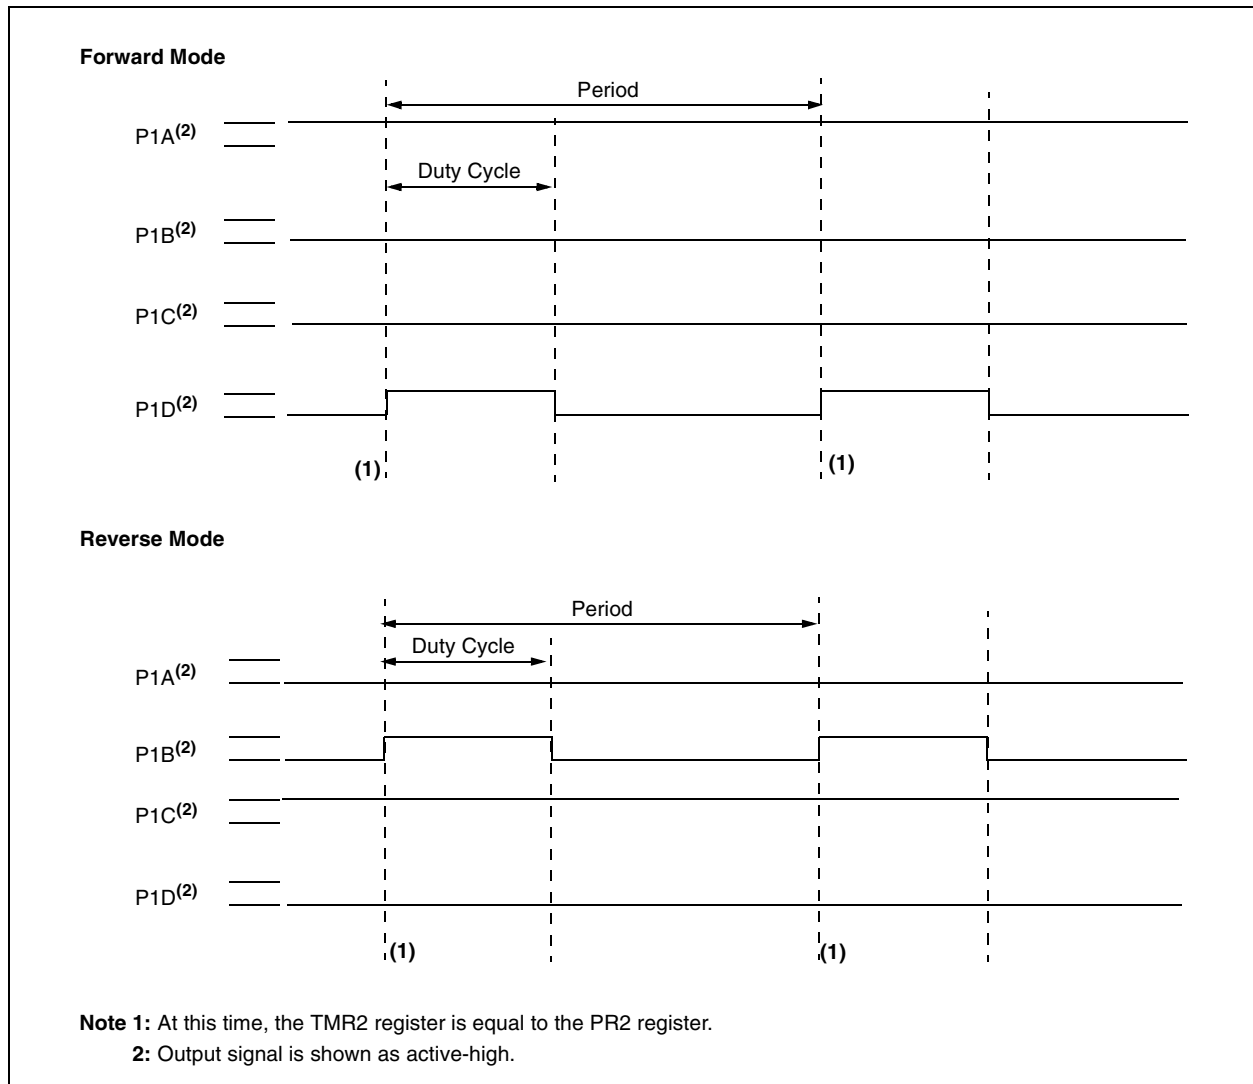 Forward Mode
Period
P1A(2)
Duty Cycle
P1B(2)
P1C(2)
P1D(2)
(1)
(1)
Reverse Mode
Period
Duty Cycle
P1A(2)
P1B(2)
P1C(2)
P1D(2)
(1)
(1)
Note 1: At this time, the TMR2 register is equal to the PR2 register.
2: Output signal is shown as active-high.